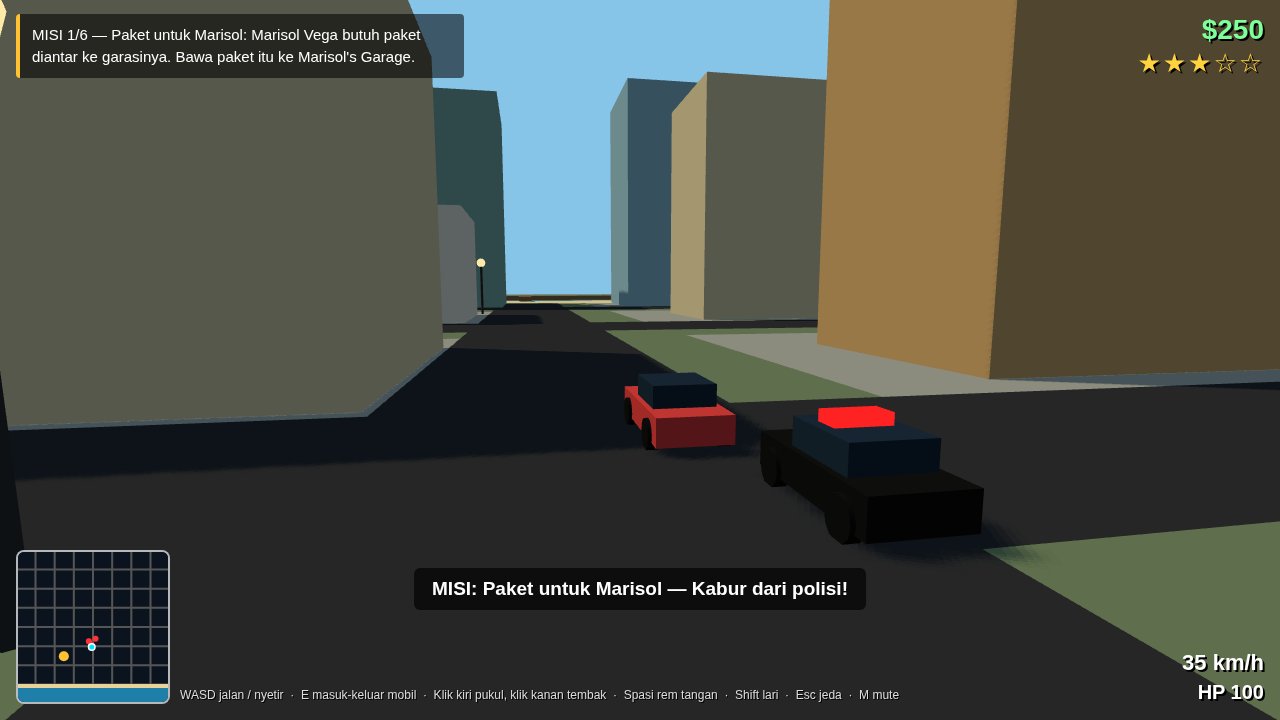 MISI 1/6 — Paket untuk Marisol: Marisol Vega butuh paket
diantar ke garasinya. Bawa paket itu ke Marisol's Garage.
$250
★★★☆☆
MISI: Paket untuk Marisol — Kabur dari polisi!
35 km/h
HP 100
WASD jalan / nyetir · E masuk-keluar mobil · Klik kiri pukul, klik kanan tembak · Spasi rem tangan · Shift lari · Esc jeda · M mute